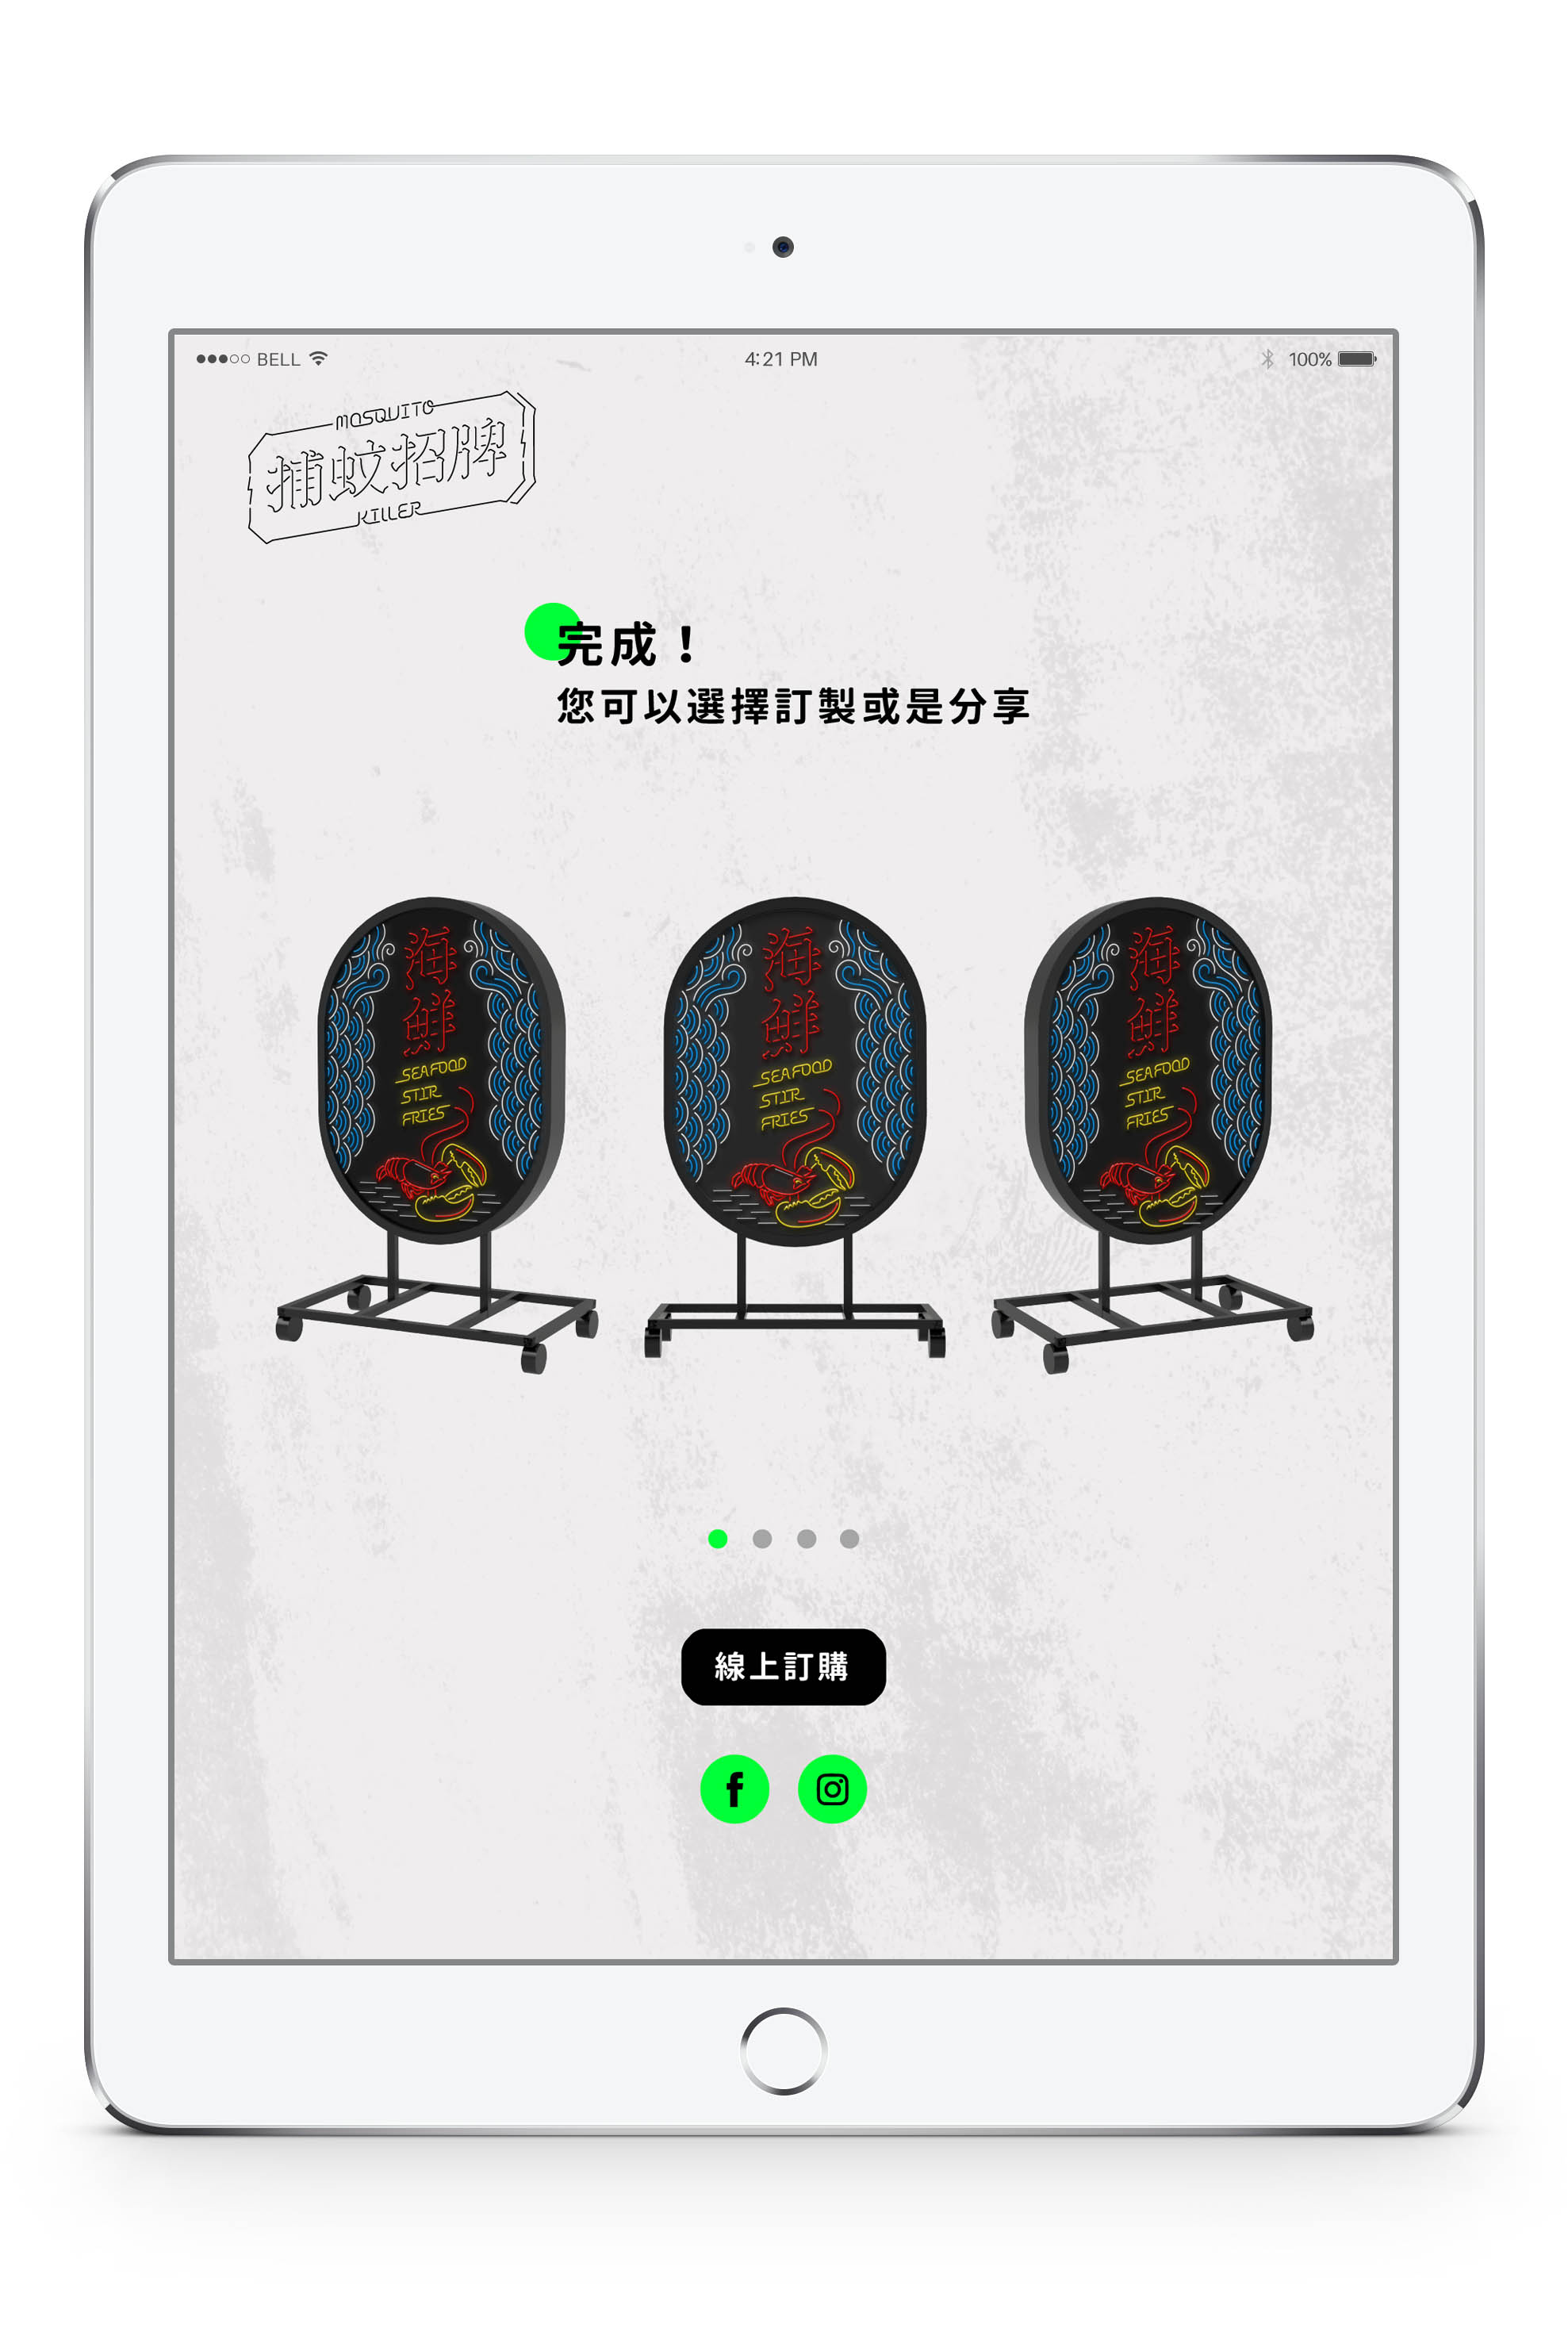 BELL
4:21 PM
100%
MOSQUITO
捕蚊招牌
KILLER
完成！
您可以選擇訂製或是分享
海鮮
SEAFOOD
STIR
FRIES
海鮮
SEAFOOD
STIR
FRIES
海鮮
SEAFOOD
STIR
FRIES
線上訂購